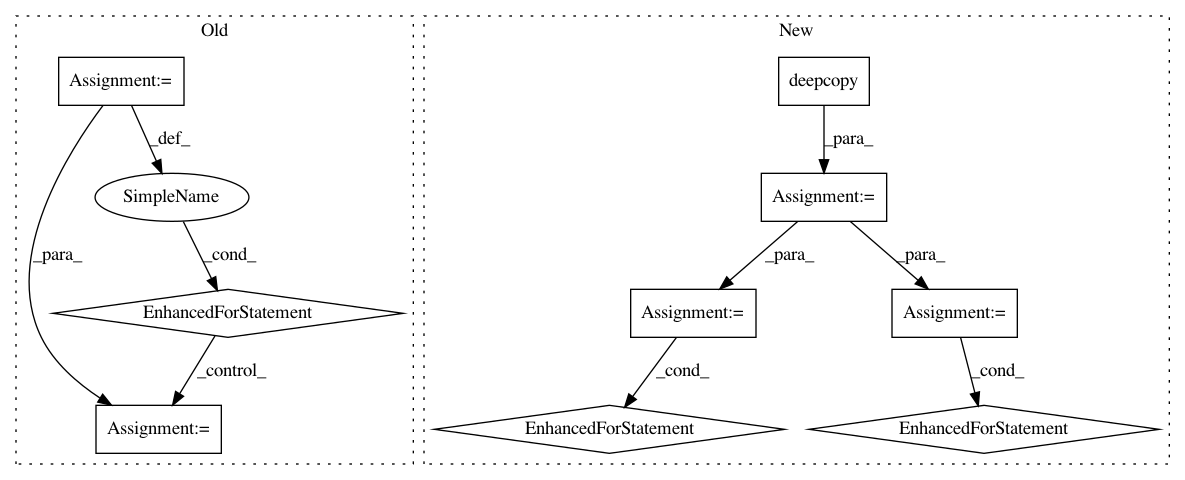 Old
New
Assignment:=
deepcopy
_def_
_para_
SimpleName
Assignment:=
_para_
_cond_
_para_
_para_
EnhancedForStatement
Assignment:=
Assignment:=
_control_
_cond_
_cond_
Assignment:=
EnhancedForStatement
EnhancedForStatement